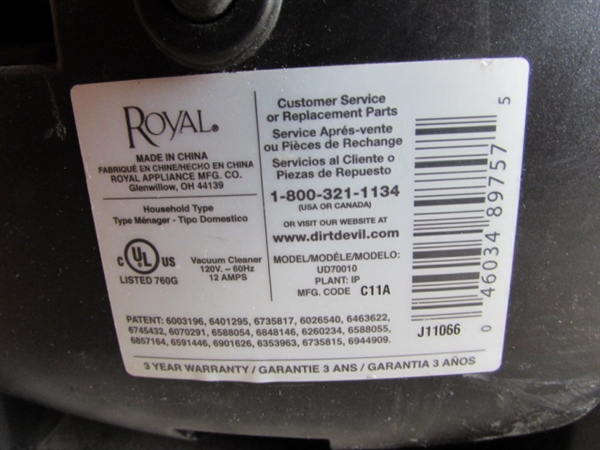 ROYAL®
MADE IN CHINA
FABRIQUÉ EN CHINE/HECHO EN CHINA
ROYAL APPLIANCE MFG. CO.
Glenwillow, OH 44139
Household Type
Type Ménager - Tipo Domestico
C UL US
LISTED 760G
Vacuum Cleaner
120V. ~ 60Hz
12 AMPS
Customer Service
or Replacement Parts
Service Aprés-vente
ou Pièces de Rechange
Servicios al Cliente o
Piezas de Repuesto
1-800-321-1134
(USA OR CANADA)
OR VISIT OUR WEBSITE AT
www.dirtdevil.com
MODEL/MODÈLE/MODELO:
UD70010
PLANT: IP
MFG. CODE C11A
0 46034 89757 5
J11066
PATENT: 6003196, 6401295, 6735817, 6026540, 6463622,
6745432, 6070291, 6588054, 6848146, 6260234, 6588055,
6857164, 6591446, 6901626, 6353963, 6735815, 6944909.
3 YEAR WARRANTY / GARANTIE 3 ANS / GARANTIA 3 AÑOS